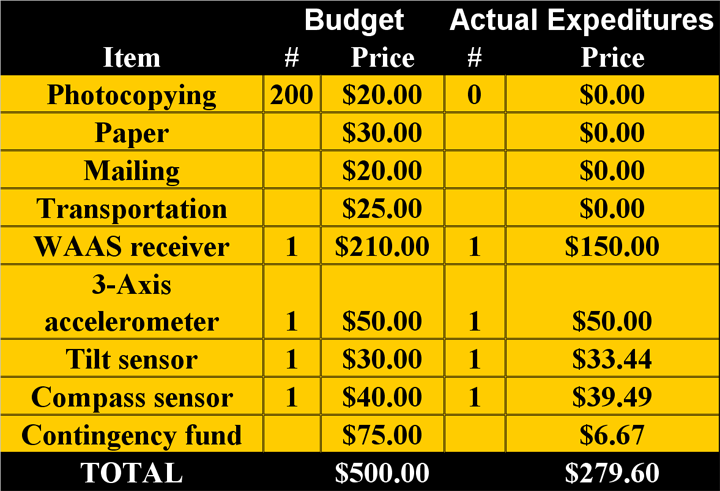 Budget Actual Expeditures
Item # Price # Price
Photocopying 200 $20.00 0 $0.00
Paper $30.00 $0.00
Mailing $20.00 $0.00
Transportation $25.00 $0.00
WAAS receiver 1 $210.00 1 $150.00
3-Axis
accelerometer 1 $50.00 1 $50.00
Tilt sensor 1 $30.00 1 $33.44
Compass sensor 1 $40.00 1 $39.49
Contingency fund $75.00 $6.67
TOTAL $500.00 $279.60